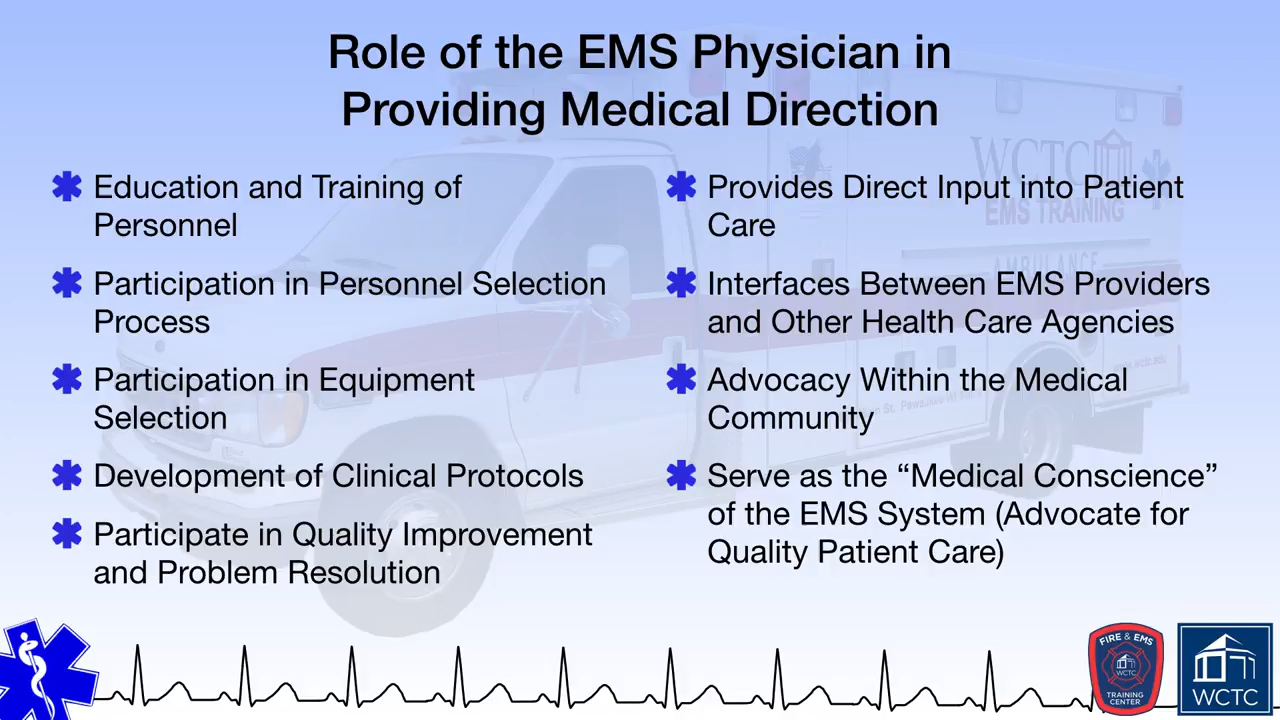 Role of the EMS Physician in
Providing Medical Direction
Education and Training of
Personnel
Participation in Personnel Selection
Process
Participation in Equipment
Selection
Development of Clinical Protocols
Participate in Quality Improvement
and Problem Resolution
Provides Direct Input into Patient
Care
Interfaces Between EMS Providers
and Other Health Care Agencies
Advocacy Within the Medical
Community
Serve as the “Medical Conscience”
of the EMS System (Advocate for
Quality Patient Care)
WCTC
EMS TRAINING
AMBULANCE
FIRE & EMS
WCTC
TRAINING
CENTER
WCTC